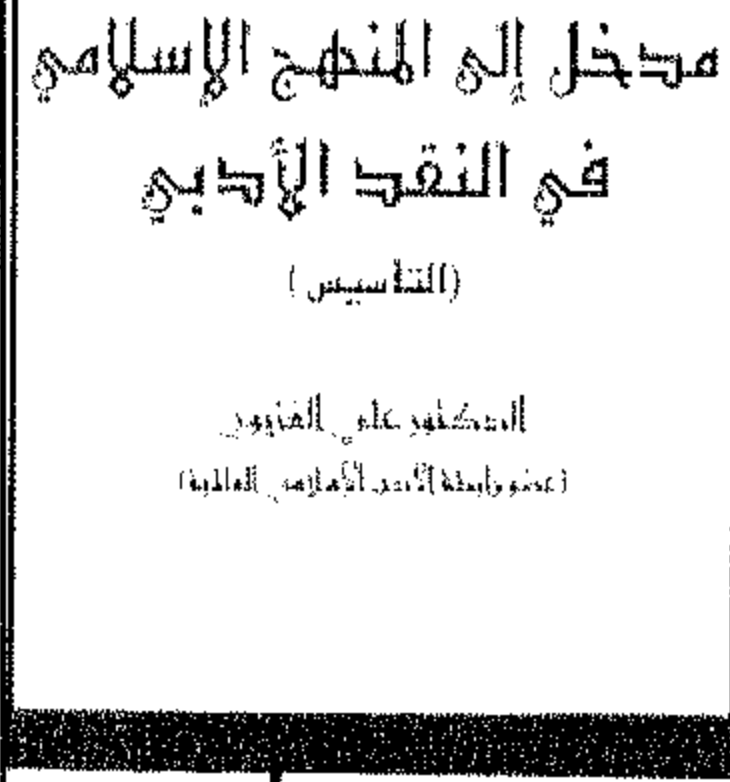 مدخل إلى المنهج الإسلامي
في النقد الأدبي
(التأسيس)
الدكتور علي الغزيوي
(عضو رابطة الأدب الإسلامي العالمية)